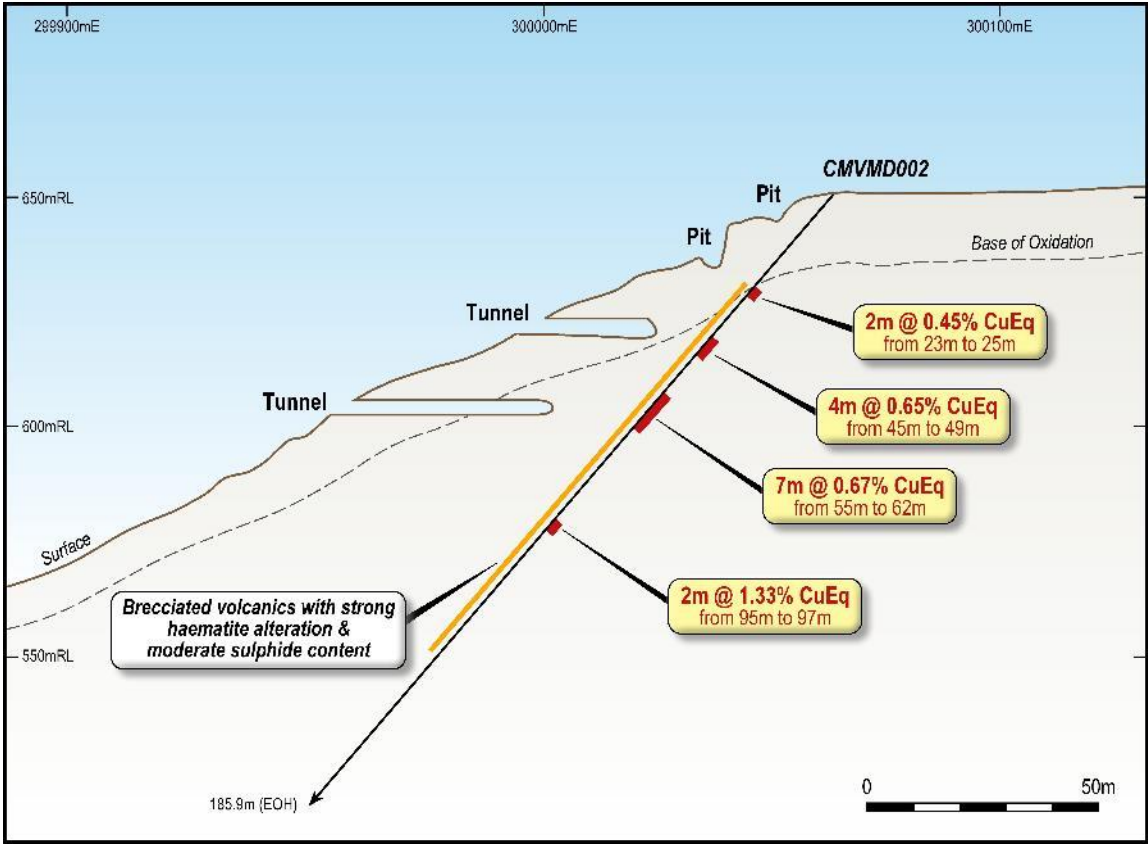 299900mE
300000mE
300100mE
CMVMD002
650mRL
Pit
Pit
Base of Oxidation
Tunnel
2m @ 0.45% CuEq
from 23m to 25m
Tunnel
4m @ 0.65% CuEq
from 45m to 49m
600mRL
7m @ 0.67% CuEq
from 55m to 62m
Surface
Brecciated volcanics with strong
haematite alteration &
moderate sulphide content
2m @ 1.33% CuEq
from 95m to 97m
550mRL
185.9m (EOH)
0
50m